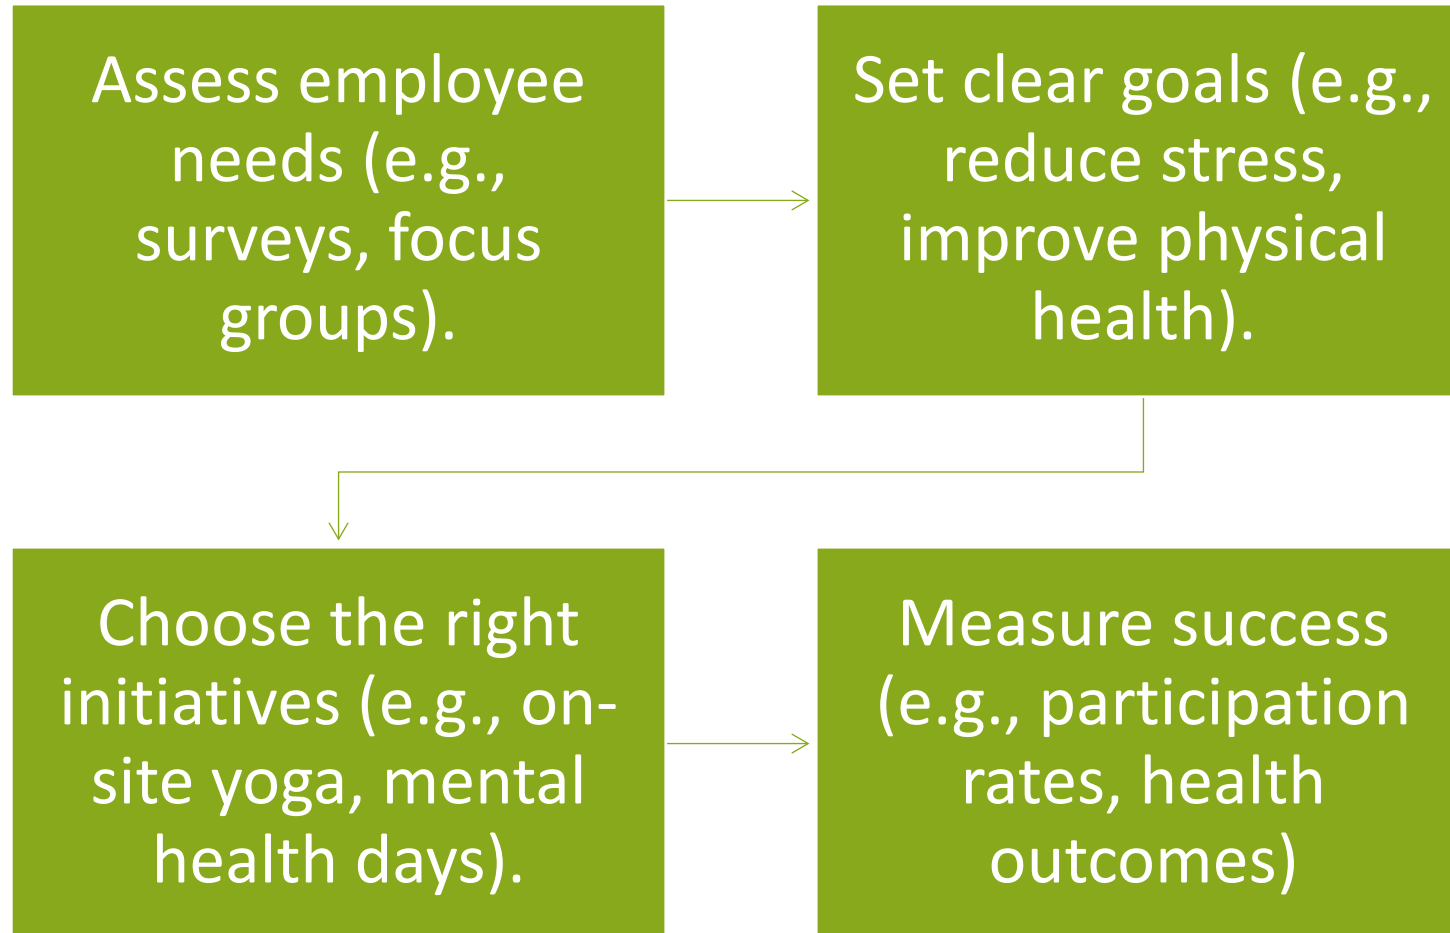 Assess employee
needs (e.g.,
surveys, focus
groups).
Set clear goals (e.g.,
reduce stress,
improve physical
health).
Choose the right
initiatives (e.g., on-
site yoga, mental
health days).
Measure success
(e.g., participation
rates, health
outcomes)